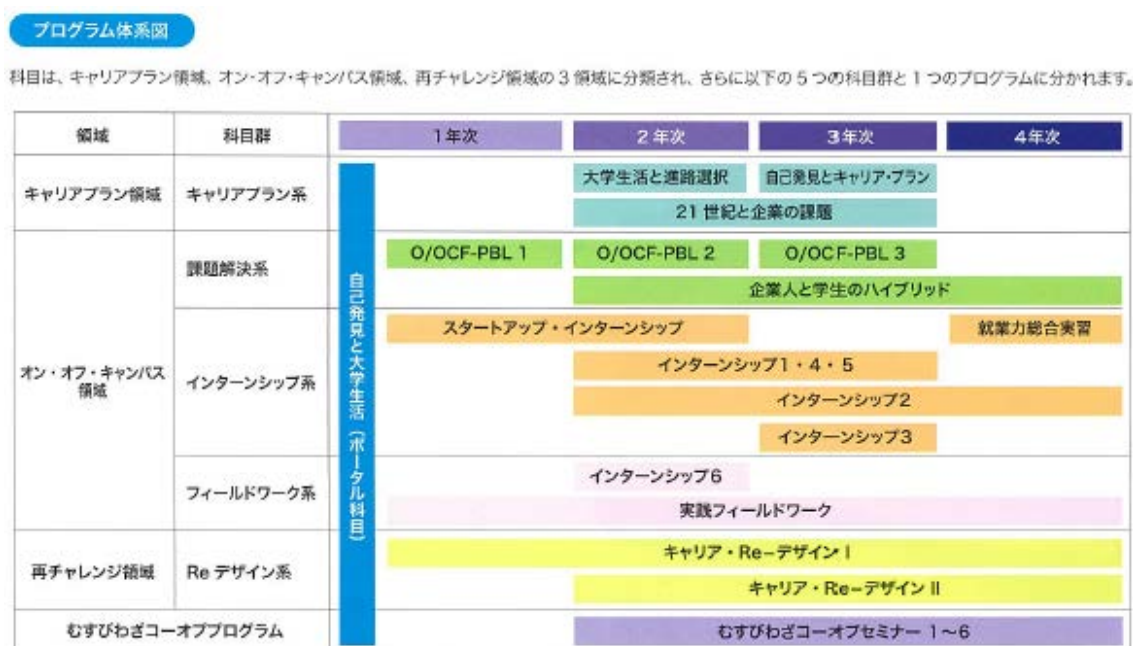 プログラム体系図
科目は、キャリアプラン領域、オン・オフ・キャンパス領域、再チャレンジ領域の3領域に分類され、さらに以下の5つの科目群と1つのプログラムに分かれます。
領域 科目群 1年次 2年次 3年次 4年次
キャリアプラン領域 キャリアプラン系
大学生活と進路選択 自己発見とキャリア・プラン
21世紀と企業の課題
オン・オフ・キャンパス
領域
課題解決系
O/OCF-PBL 1 O/OCF-PBL 2 O/OCF-PBL 3
企業人と学生のハイブリッド
インターンシップ系
スタートアップ・インターンシップ 就業力総合実習
インターンシップ1・4・5
インターンシップ2
インターンシップ3
フィールドワーク系
インターンシップ6
実践フィールドワーク
再チャレンジ領域 Re デザイン系
キャリア・Re-デザイン I
キャリア・Re-デザイン II
むすびわざコーオププログラム
むすびわざコーオプセミナー 1〜6
自己発見と大学生活(ポータル科目)